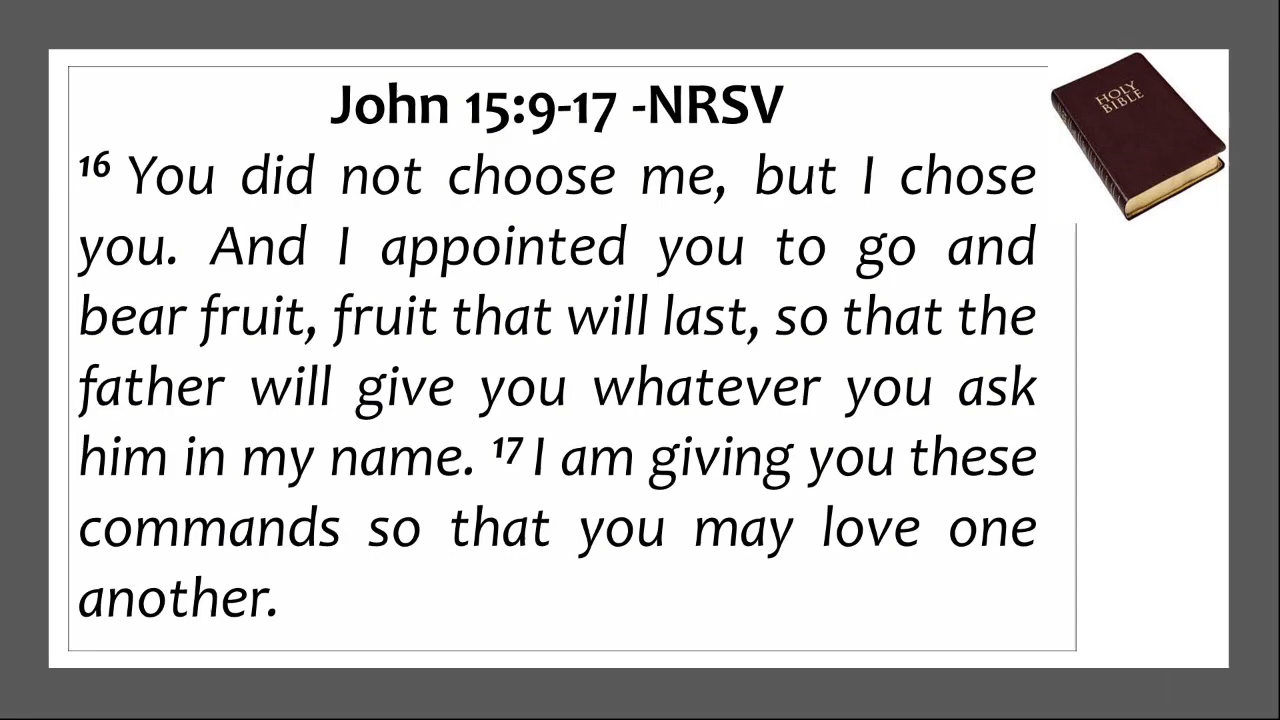 John 15:9-17 -NRSV
16 You did not choose me, but I chose
you. And I appointed you to go and
bear fruit, fruit that will last, so that the
father will give you whatever you ask
him in my name. 17 I am giving you these
commands so that you may love one
another.
HOLY
BIBLE